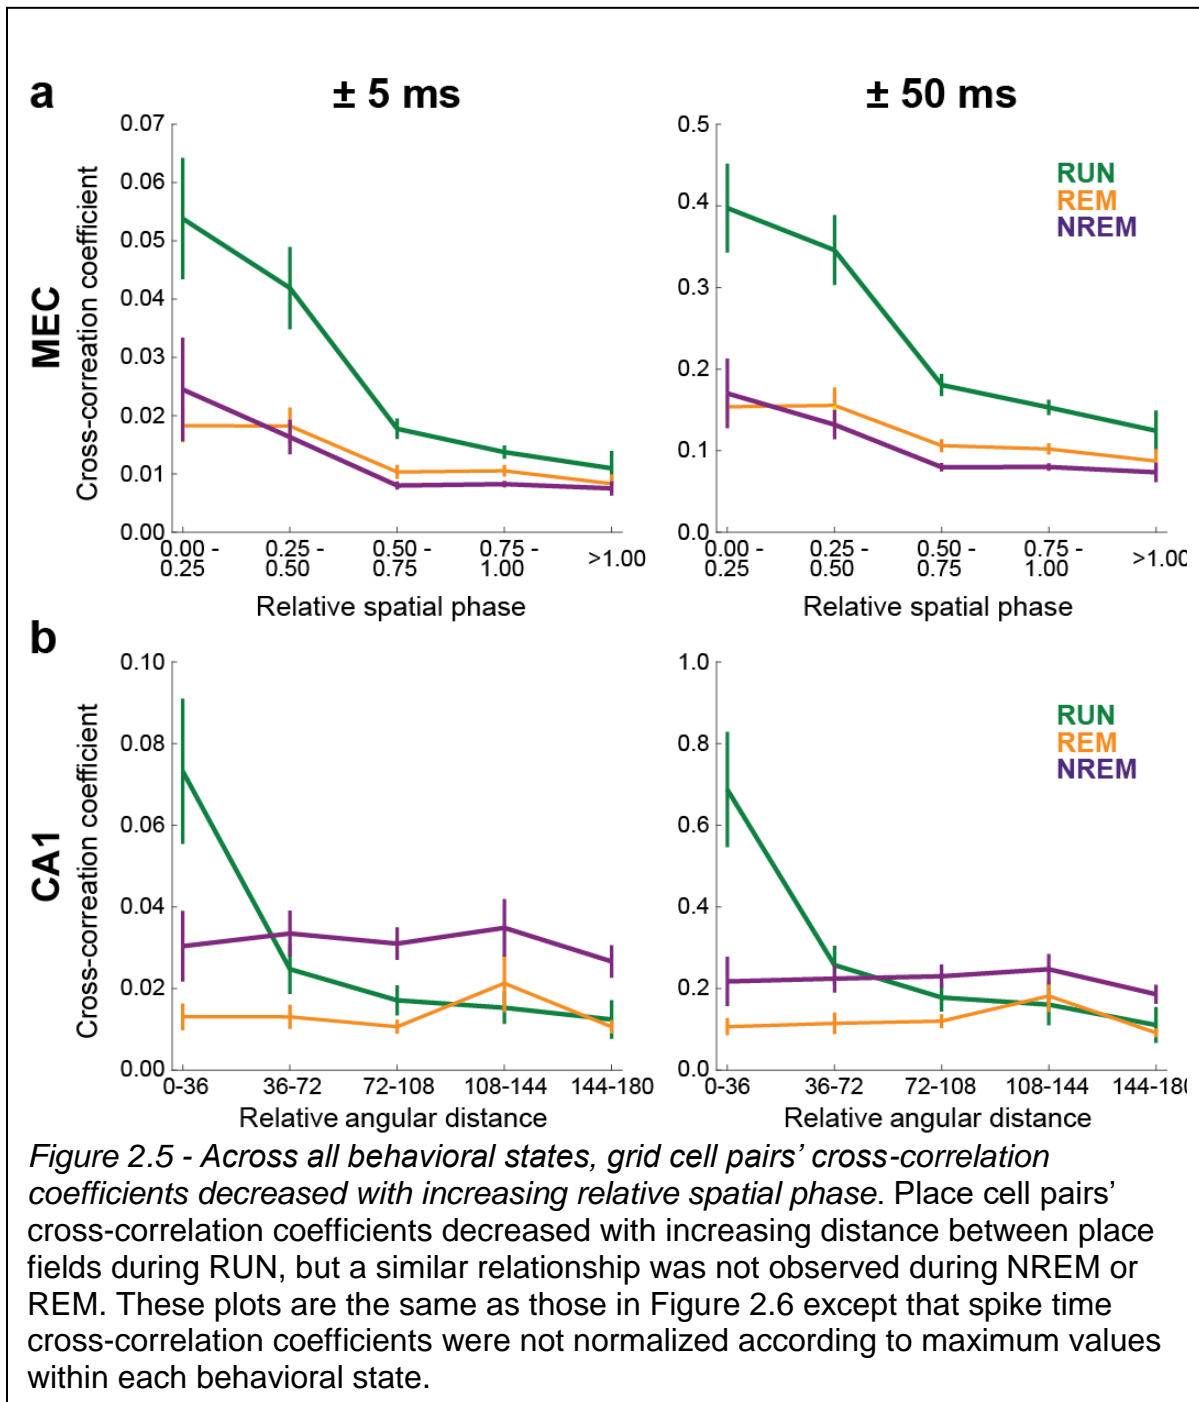 a
± 5 ms
± 50 ms
MEC
Cross-correation coefficient
0.07
0.06
0.05
0.04
0.03
0.02
0.01
0.00
0.00 - 0.25
0.25 - 0.50
0.50 - 0.75
0.75 - 1.00
>1.00
Relative spatial phase
0.5
0.4
0.3
0.2
0.1
0.0
RUN
REM
NREM
0.00 - 0.25
0.25 - 0.50
0.50 - 0.75
0.75 - 1.00
>1.00
Relative spatial phase
b
CA1
Cross-correation coefficient
0.10
0.08
0.06
0.04
0.02
0.00
0-36
36-72
72-108
108-144
144-180
Relative angular distance
1.0
0.8
0.6
0.4
0.2
0.0
RUN
REM
NREM
0-36
36-72
72-108
108-144
144-180
Relative angular distance
Figure 2.5 - Across all behavioral states, grid cell pairs’ cross-correlation
coefficients decreased with increasing relative spatial phase. Place cell pairs’
cross-correlation coefficients decreased with increasing distance between place
fields during RUN, but a similar relationship was not observed during NREM or
REM. These plots are the same as those in Figure 2.6 except that spike time
cross-correlation coefficients were not normalized according to maximum values
within each behavioral state.